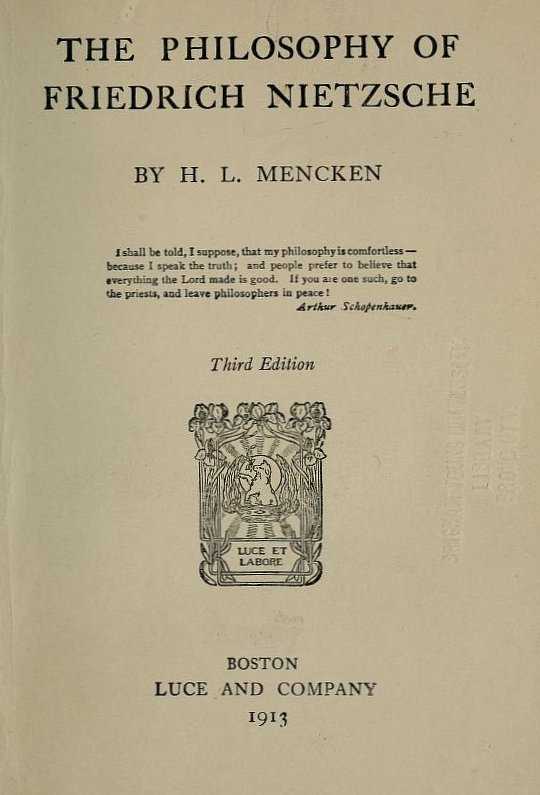 THE PHILOSOPHY OF
FRIEDRICH NIETZSCHE
BY H. L. MENCKEN
I shall be told, I suppose, that my philosophy is comfortless—
because I speak the truth; and people prefer to believe that
everything the Lord made is good. If you are one such, go to
the priests, and leave philosophers in peace!
Arthur Schopenhauer.
Third Edition
LUCE ET
LABORE
BOSTON
LUCE AND COMPANY
1913
LIBRARY